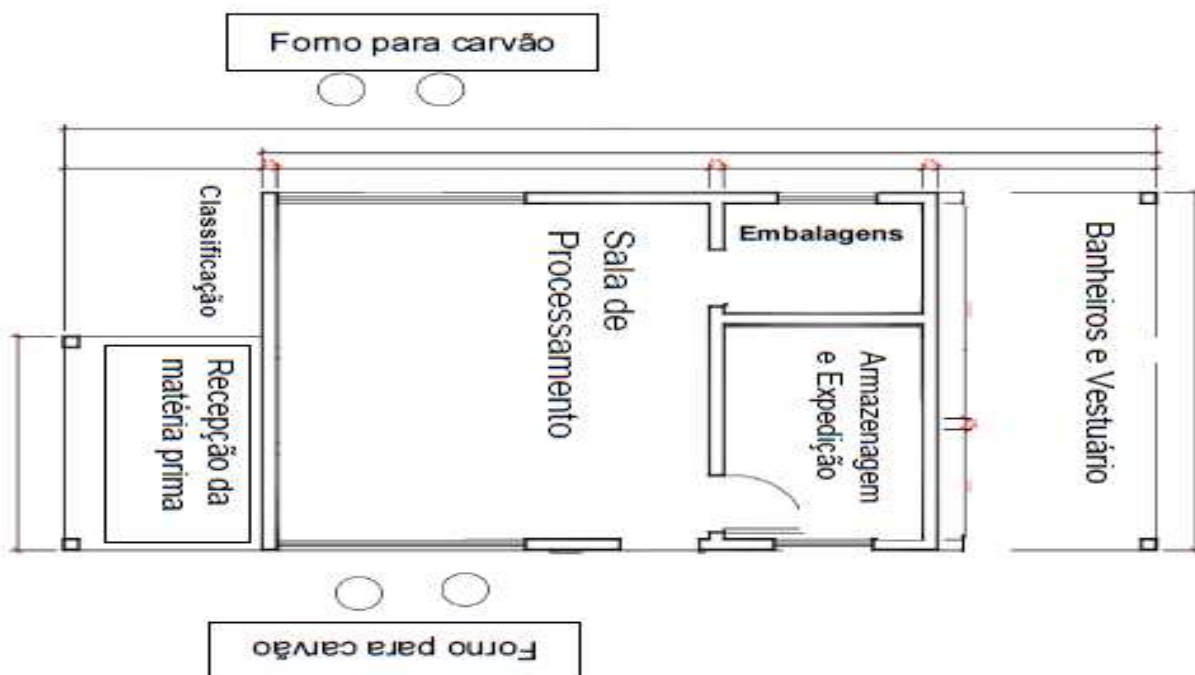 Forno para carvão
Classificação
Recepção da
matéria prima
Sala de
Processamento
Embalagens
Armazenagem
e Expedição
Banheiros e Vestuário
Forno para carvão